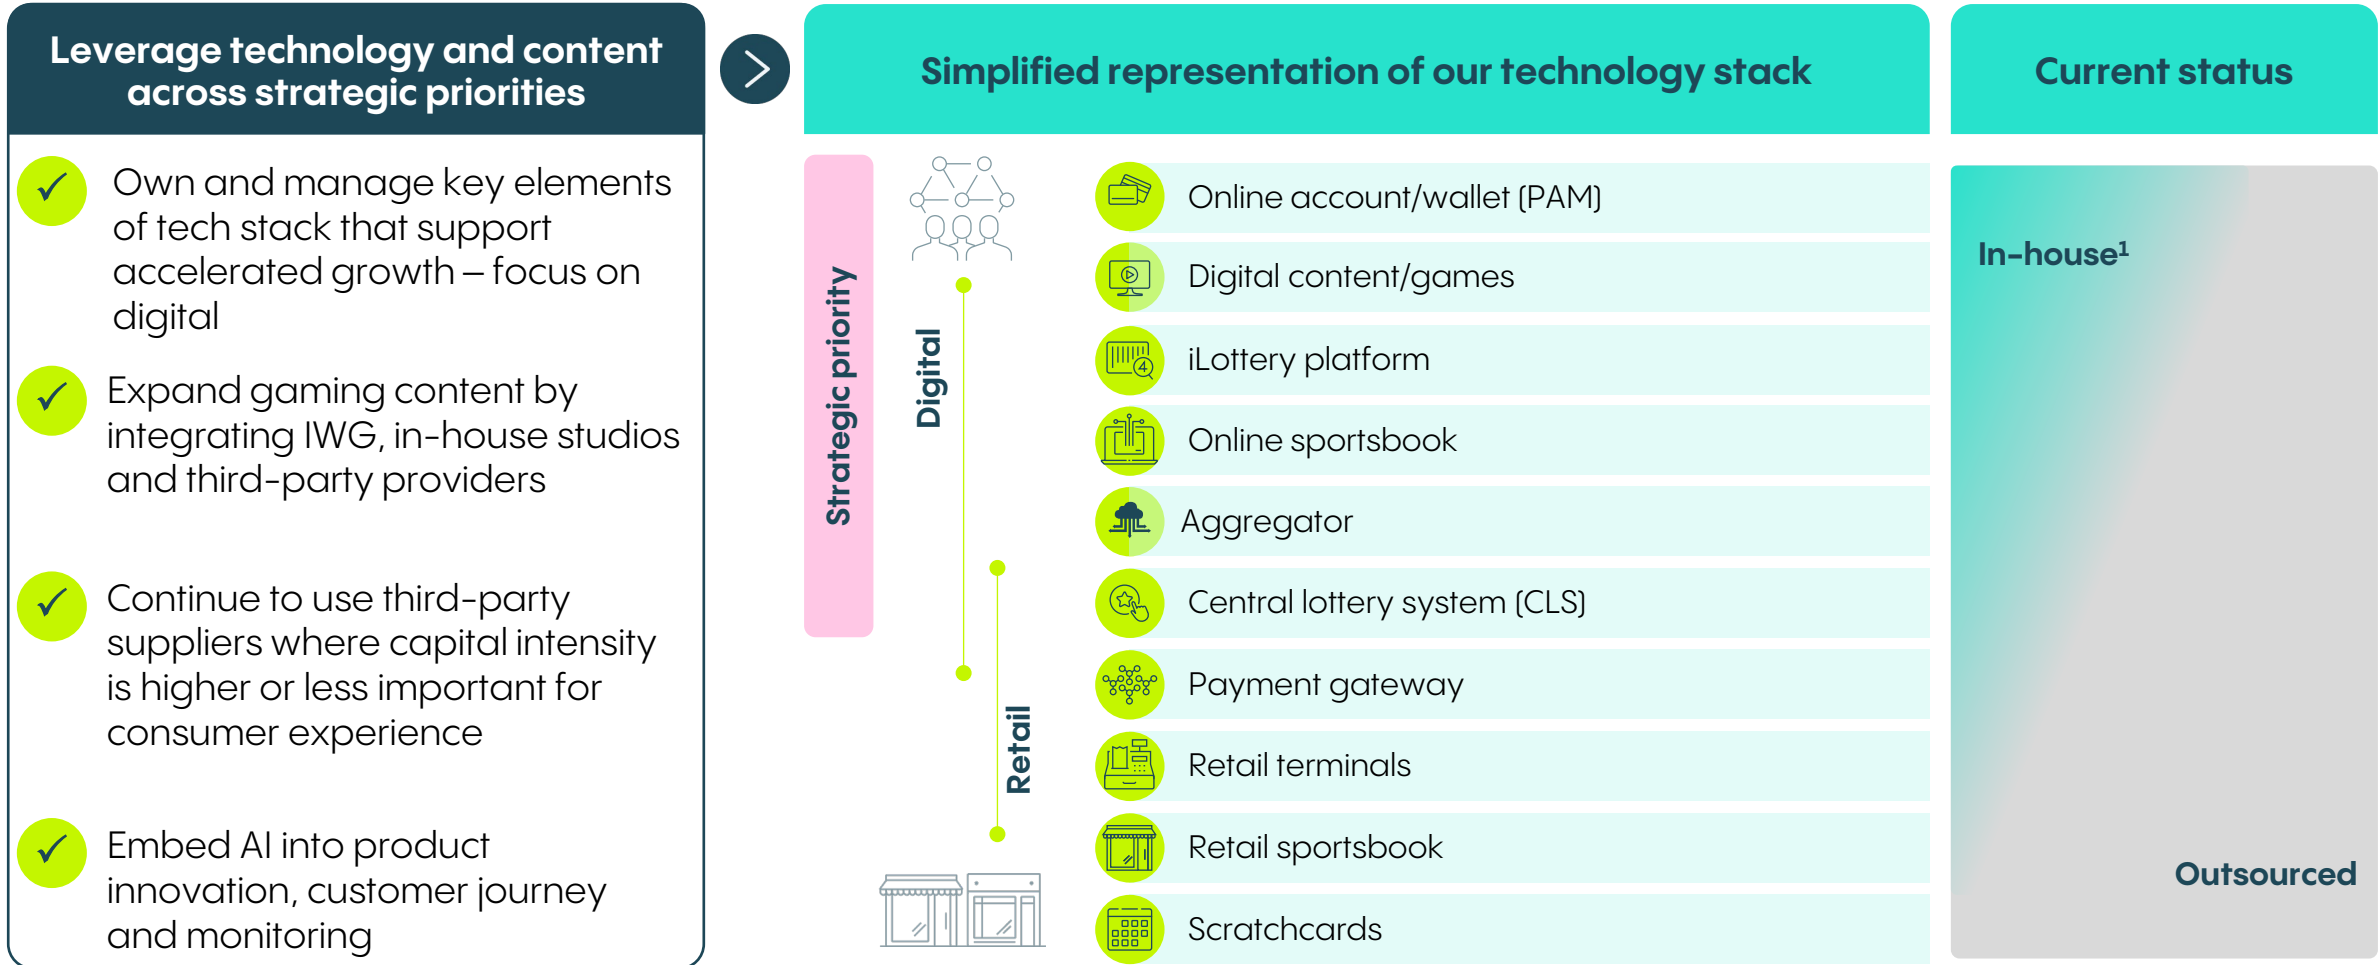 Leverage technology and content
across strategic priorities
Own and manage key elements
of tech stack that support
accelerated growth – focus on
digital
Expand gaming content by
integrating IWG, in-house studios
and third-party providers
Continue to use third-party
suppliers where capital intensity
is higher or less important for
consumer experience
Embed AI into product
innovation, customer journey
and monitoring
Simplified representation of our technology stack
Strategic priority
Digital
Retail
Online account/wallet (PAM)
Digital content/games
4
iLottery platform
Online sportsbook
Aggregator
Central lottery system (CLS)
Payment gateway
Retail terminals
Retail sportsbook
Scratchcards
Current status
In-house¹
Outsourced